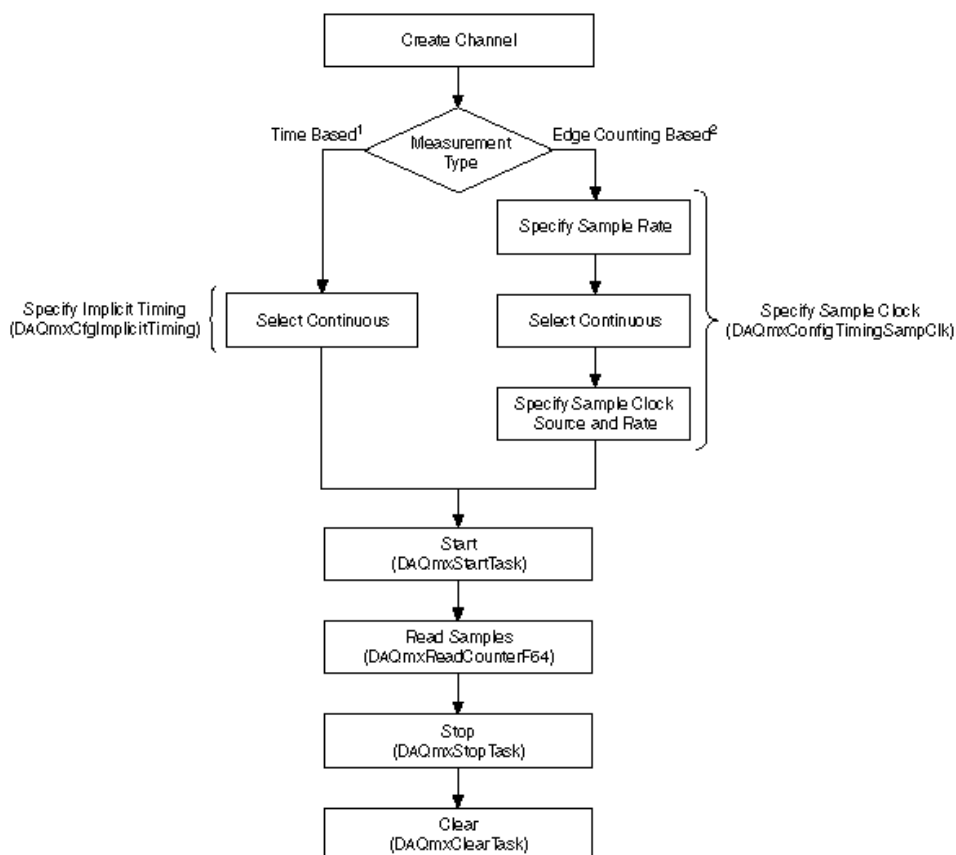 Create Channel
Time Based1
Measurement
Type
Edge Counting Based2
Specify Sample Rate
Specify Implicit Timing
(DAQmxCfgImplicitTiming)
Select Continuous
Select Continuous
Specify Sample Clock
(DAQmxConfigTimingSampClk)
Specify Sample Clock
Source and Rate
Start
(DAQmxStartTask)
Read Samples
(DAQmxReadCounterF64)
Stop
(DAQmxStopTask)
Clear
(DAQmxClearTask)